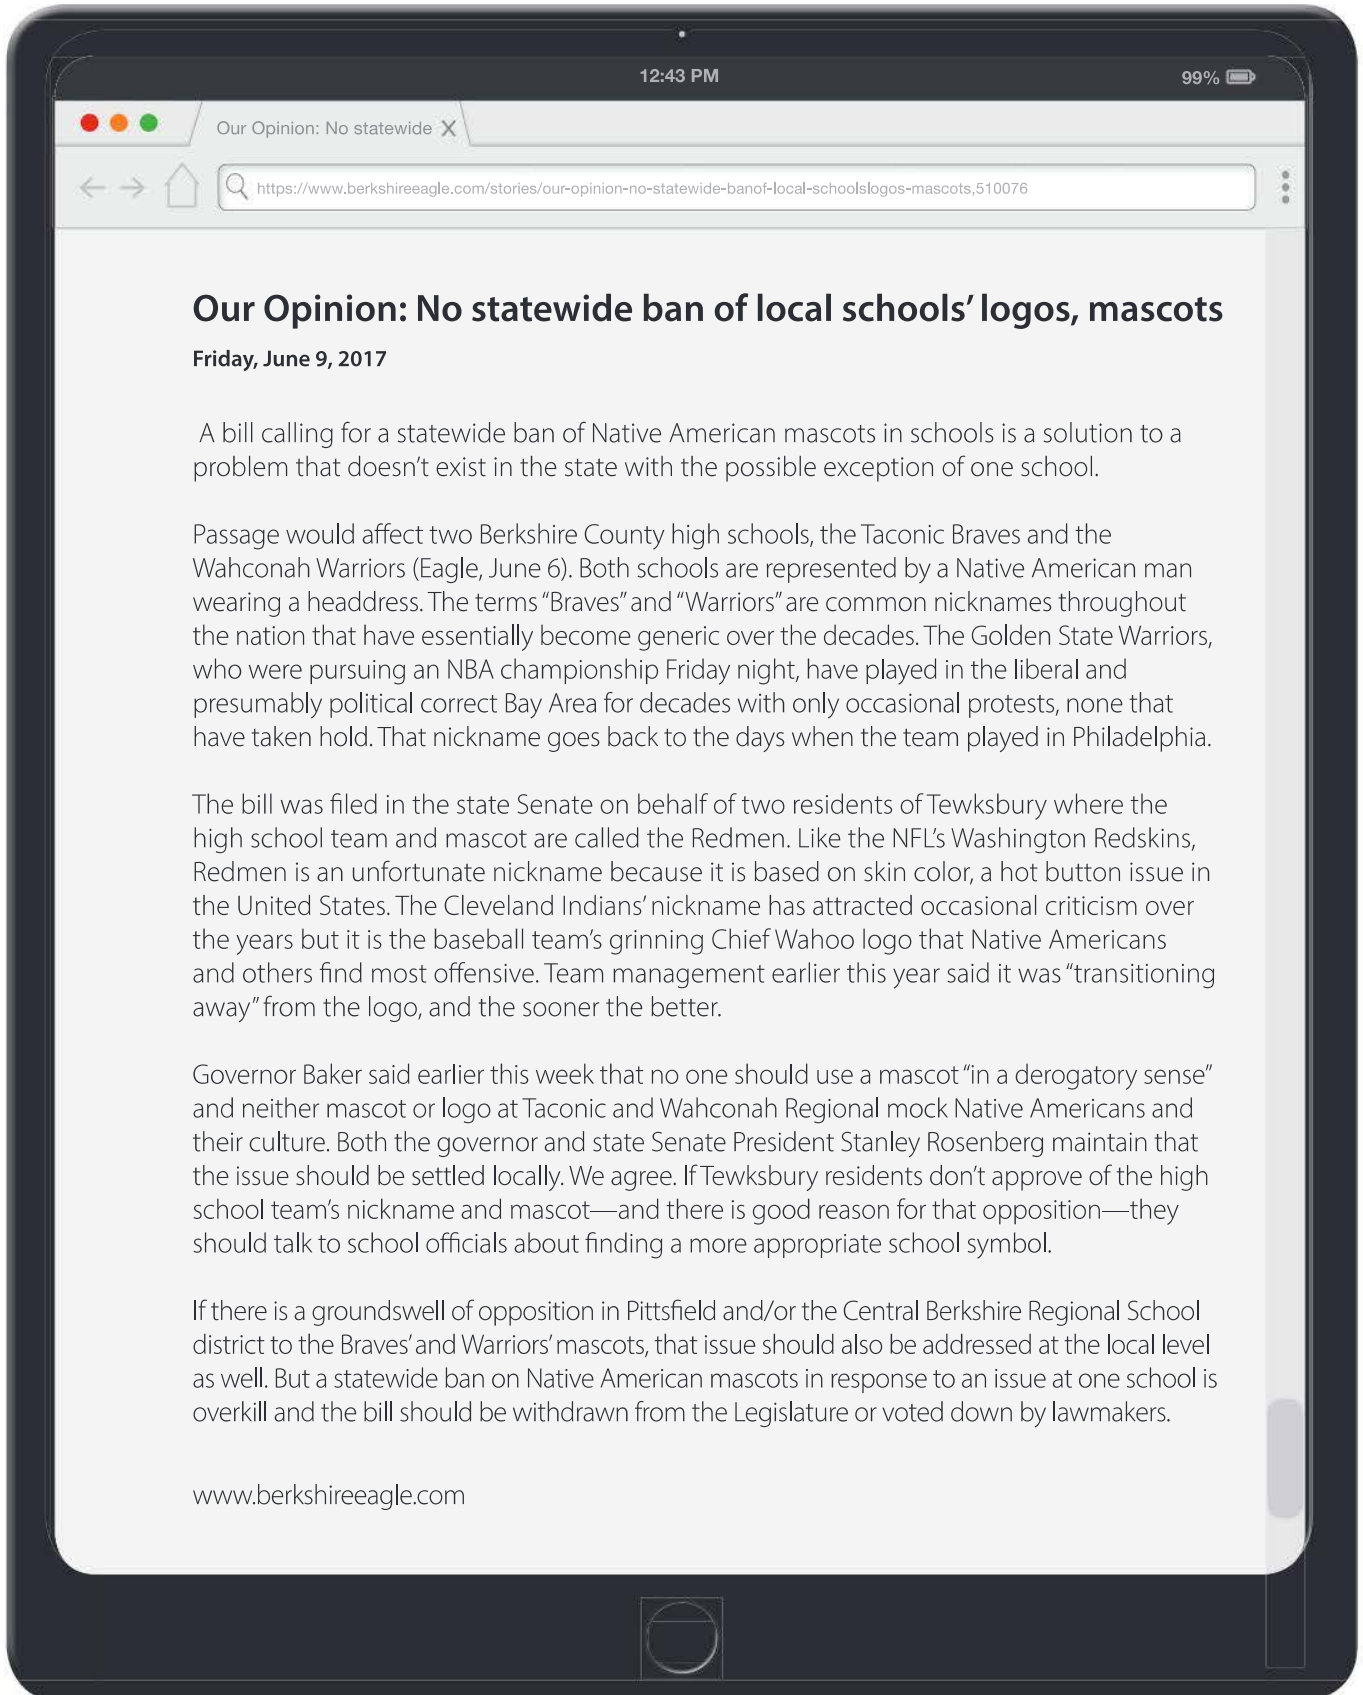 12:43 PM
99%
Our Opinion: No statewide X
https://www.berkshireeagle.com/stories/our-opinion-no-statewide-banof-local-schoolslogos-mascots,510076
Our Opinion: No statewide ban of local schools’ logos, mascots
Friday, June 9, 2017
A bill calling for a statewide ban of Native American mascots in schools is a solution to a
problem that doesn’t exist in the state with the possible exception of one school.
Passage would affect two Berkshire County high schools, the Taconic Braves and the
Wahconah Warriors (Eagle, June 6). Both schools are represented by a Native American man
wearing a headdress. The terms “Braves” and “Warriors” are common nicknames throughout
the nation that have essentially become generic over the decades. The Golden State Warriors,
who were pursuing an NBA championship Friday night, have played in the liberal and
presumably political correct Bay Area for decades with only occasional protests, none that
have taken hold. That nickname goes back to the days when the team played in Philadelphia.
The bill was filed in the state Senate on behalf of two residents of Tewksbury where the
high school team and mascot are called the Redmen. Like the NFL’s Washington Redskins,
Redmen is an unfortunate nickname because it is based on skin color, a hot button issue in
the United States. The Cleveland Indians’ nickname has attracted occasional criticism over
the years but it is the baseball team’s grinning Chief Wahoo logo that Native Americans
and others find most offensive. Team management earlier this year said it was “transitioning
away” from the logo, and the sooner the better.
Governor Baker said earlier this week that no one should use a mascot “in a derogatory sense”
and neither mascot or logo at Taconic and Wahconah Regional mock Native Americans and
their culture. Both the governor and state Senate President Stanley Rosenberg maintain that
the issue should be settled locally. We agree. If Tewksbury residents don’t approve of the high
school team’s nickname and mascot—and there is good reason for that opposition—they
should talk to school officials about finding a more appropriate school symbol.
If there is a groundswell of opposition in Pittsfield and/or the Central Berkshire Regional School
district to the Braves’ and Warriors’ mascots, that issue should also be addressed at the local level
as well. But a statewide ban on Native American mascots in response to an issue at one school is
overkill and the bill should be withdrawn from the Legislature or voted down by lawmakers.
www.berkshireeagle.com